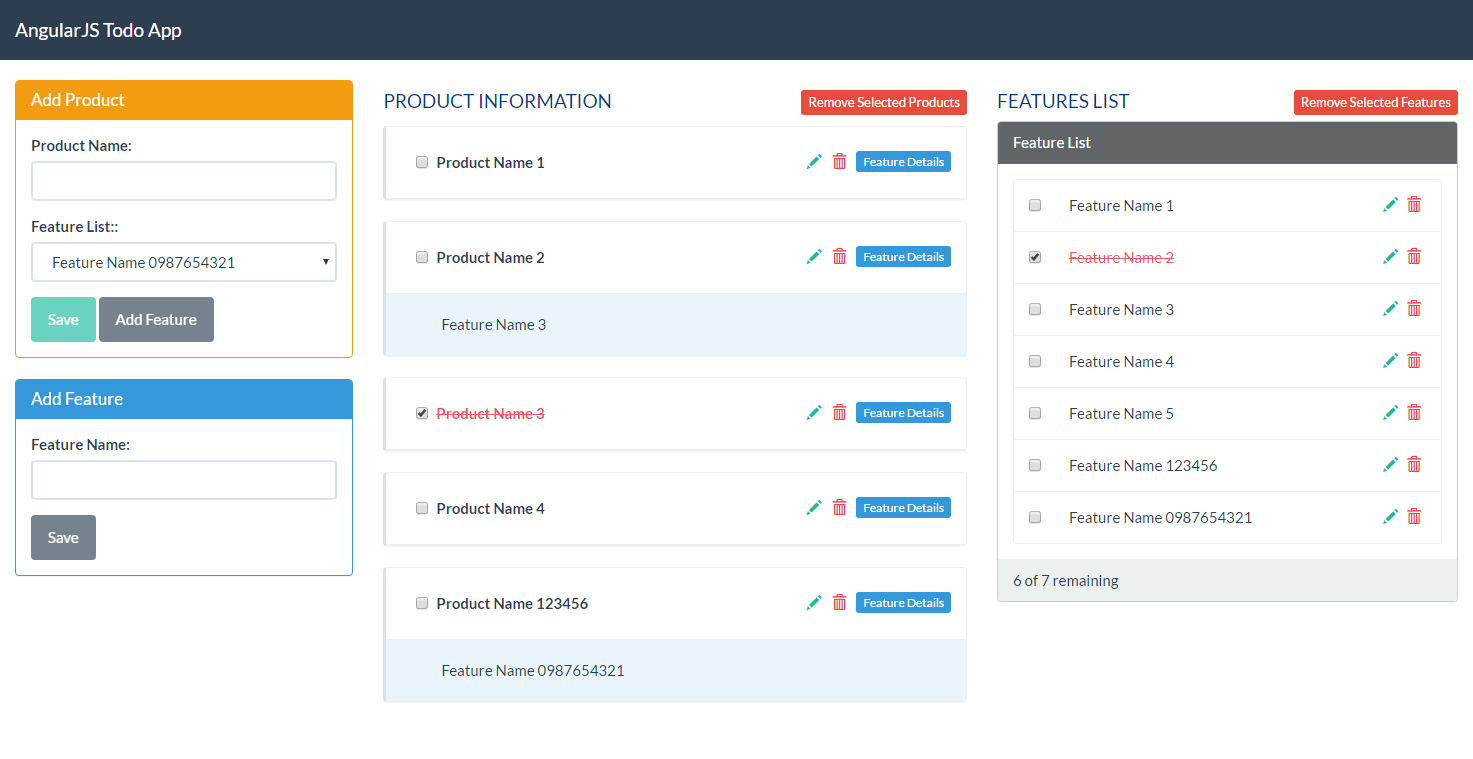 AngularJS Todo App
Add Product
Product Name:
Feature List::
Feature Name 0987654321
Save Add Feature
Add Feature
Feature Name:
Save
PRODUCT INFORMATION Remove Selected Products
Product Name 1 Feature Details
Product Name 2 Feature Details
Feature Name 3
Product Name 3 Feature Details
Product Name 4 Feature Details
Product Name 123456 Feature Details
Feature Name 0987654321
FEATURES LIST Remove Selected Features
Feature List
Feature Name 1
Feature Name 2
Feature Name 3
Feature Name 4
Feature Name 5
Feature Name 123456
Feature Name 0987654321
6 of 7 remaining